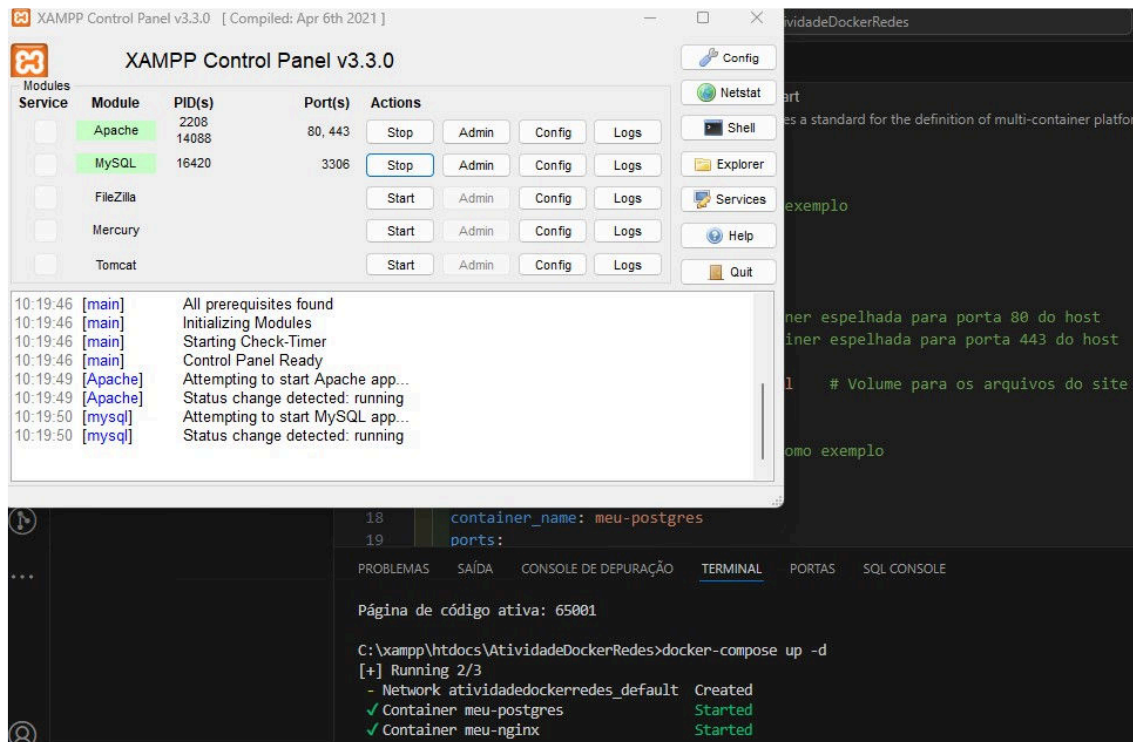 XAMPP Control Panel v3.3.0 [ Compiled: Apr 6th 2021 ]
XAMPP Control Panel v3.3.0
Config
Modules
Service Module PID(s) Port(s) Actions
Netstat
Apache 2208 14088 80, 443 Stop Admin Config Logs
Shell
MySQL 16420 3306 Stop Admin Config Logs
Explorer
FileZilla Start Admin Config Logs
Services
Mercury Start Admin Config Logs
Help
Tomcat Start Admin Config Logs
Quit
10:19:46 [main] All prerequisites found
10:19:46 [main] Initializing Modules
10:19:46 [main] Starting Check-Timer
10:19:46 [main] Control Panel Ready
10:19:49 [Apache] Attempting to start Apache app...
10:19:49 [Apache] Status change detected: running
10:19:50 [mysql] Attempting to start MySQL app...
10:19:50 [mysql] Status change detected: running
ividadeDockerRedes
art
es a standard for the definition of multi-container platfor
exemplo
ner espelhada para porta 80 do host
iner espelhada para porta 443 do host
l # Volume para os arquivos do site
omo exemplo
18 container_name: meu-postgres
19 ports:
PROBLEMAS SAÍDA CONSOLE DE DEPURAÇÃO TERMINAL PORTAS SQL CONSOLE
Página de código ativa: 65001
C:\xampp\htdocs\AtividadeDockerRedes>docker-compose up -d
[+] Running 2/3
- Network atividadedockerredes_default Created
✓ Container meu-postgres Started
✓ Container meu-nginx Started